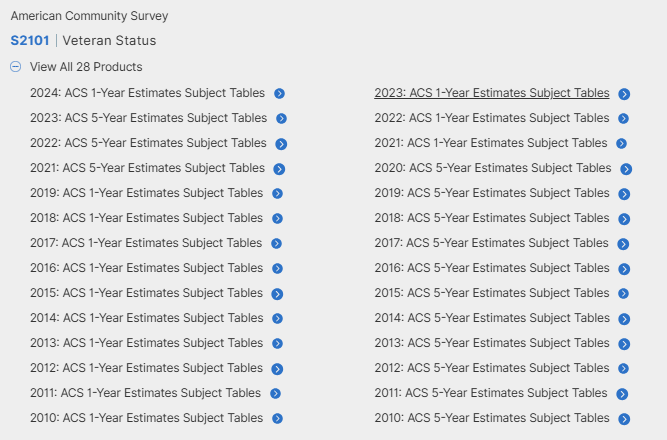 American Community Survey
S2101 | Veteran Status
View All 28 Products
2024: ACS 1-Year Estimates Subject Tables
2023: ACS 1-Year Estimates Subject Tables
2023: ACS 5-Year Estimates Subject Tables
2022: ACS 1-Year Estimates Subject Tables
2022: ACS 5-Year Estimates Subject Tables
2021: ACS 1-Year Estimates Subject Tables
2021: ACS 5-Year Estimates Subject Tables
2020: ACS 5-Year Estimates Subject Tables
2019: ACS 1-Year Estimates Subject Tables
2019: ACS 5-Year Estimates Subject Tables
2018: ACS 1-Year Estimates Subject Tables
2018: ACS 5-Year Estimates Subject Tables
2017: ACS 1-Year Estimates Subject Tables
2017: ACS 5-Year Estimates Subject Tables
2016: ACS 1-Year Estimates Subject Tables
2016: ACS 5-Year Estimates Subject Tables
2015: ACS 1-Year Estimates Subject Tables
2015: ACS 5-Year Estimates Subject Tables
2014: ACS 1-Year Estimates Subject Tables
2014: ACS 5-Year Estimates Subject Tables
2013: ACS 1-Year Estimates Subject Tables
2013: ACS 5-Year Estimates Subject Tables
2012: ACS 1-Year Estimates Subject Tables
2012: ACS 5-Year Estimates Subject Tables
2011: ACS 1-Year Estimates Subject Tables
2011: ACS 5-Year Estimates Subject Tables
2010: ACS 1-Year Estimates Subject Tables
2010: ACS 5-Year Estimates Subject Tables